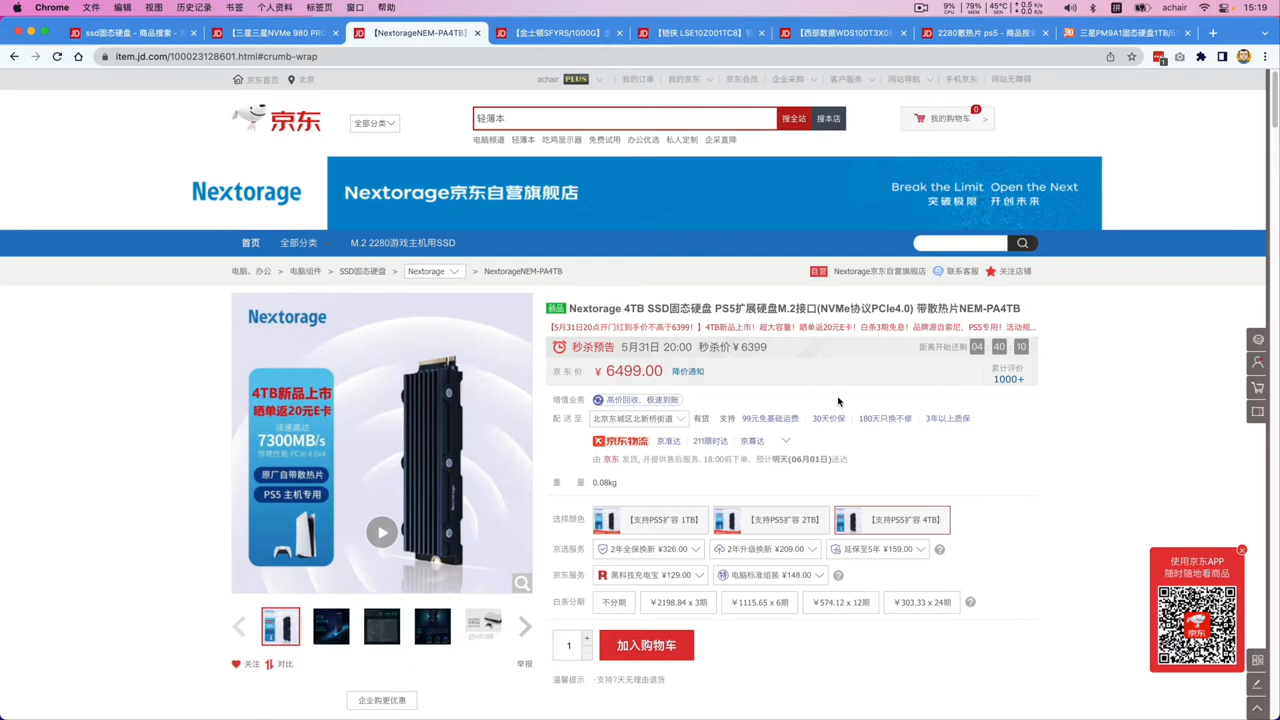 Chrome 文件 编辑 视图 历史记录 书签 个人资料 标签页 窗口 帮助
9% 79% 45°C 15:19
ssd固态硬盘 - 商品搜索 - 京 【三星三星NVMe 980 PRO 【NextorageNEM-PA4TB】 【金士顿SFYRS/1000G】金 【铠侠 LSE10Z001TC8】铠 【西部数据WDS100T3X0E 2280散热片 ps5 - 商品搜索 三星PM9A1固态硬盘1TB/5
item.jd.com/100023128601.html#crumb-wrap
京东首页 北京 achair PLUS 我的订单 我的京东 京东会员 企业采购 客户服务 网站导航 手机京东 网站无障碍
京东 全部分类 轻薄本 搜全站 搜本店 我的购物车 0 >
电脑频道 轻薄本 吃鸡显示器 免费试用 办公优选 私人定制 企采直降
Nextorage Nextorage京东自营旗舰店 Break the Limit Open the Next
突破极限 · 开创未来
首页 全部分类 M.2 2280游戏主机用SSD
电脑、办公 > 电脑组件 > SSD固态硬盘 > Nextorage > NextorageNEM-PA4TB 自营 Nextorage京东自营旗舰店 联系客服 关注店铺
Nextorage
4TB新品上市!
晒单返20元E卡
读速高达
7300MB/s
惊艳性能 PCIe 4.0x4
原厂自带散热片
PS5 主机专用
新品 Nextorage 4TB SSD固态硬盘 PS5扩展硬盘M.2接口(NVMe协议PCIe4.0) 带散热片NEM-PA4TB
【5月31日20点开门红到手价不高于6399!】4TB新品上市!超大容量!晒单返20元E卡!白条3期免息!品牌源自索尼,PS5专用!活动规...
秒杀预告 5月31日 20:00 秒杀价¥6399 距离开始还剩 04 : 40 : 10
京东价 ¥ 6499.00 降价通知 累计评价
1000+
增值业务 高价回收,极速到账
配送至 北京东城区北新桥街道 有货 支持 99元免基础运费 30天价保 180天只换不修 3年以上质保
京东物流 京准达 211限时达 京尊达
由 京东 发货, 并提供售后服务. 18:00前下单,预计明天(06月01日)送达
重量 0.08kg
选择颜色 【支持PS5扩容 1TB】 【支持PS5扩容 2TB】 【支持PS5扩容 4TB】
京选服务 2年全保换新 ¥326.00 2年升级换新 ¥209.00 延保至5年 ¥159.00
京东服务 黑科技充电宝 ¥129.00 电脑标准组装 ¥148.00
白条分期 不分期 ¥2198.84 x 3期 ¥1115.65 x 6期 ¥574.12 x 12期 ¥303.33 x 24期
1 + - 加入购物车
关注 对比 举报
温馨提示 ·支持7天无理由退货
企业购更优惠
使用京东APP
随时随地看商品
京东